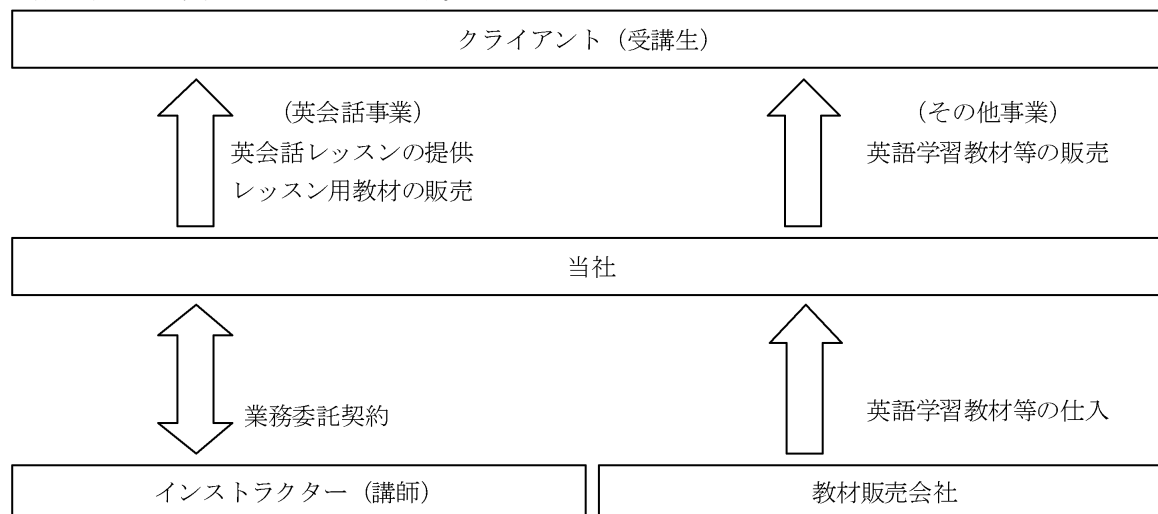 クライアント（受講生）
（英会話事業）
英会話レッスンの提供
レッスン用教材の販売
（その他事業）
英語学習教材等の販売
当社
業務委託契約
英語学習教材等の仕入
インストラクター（講師）
教材販売会社